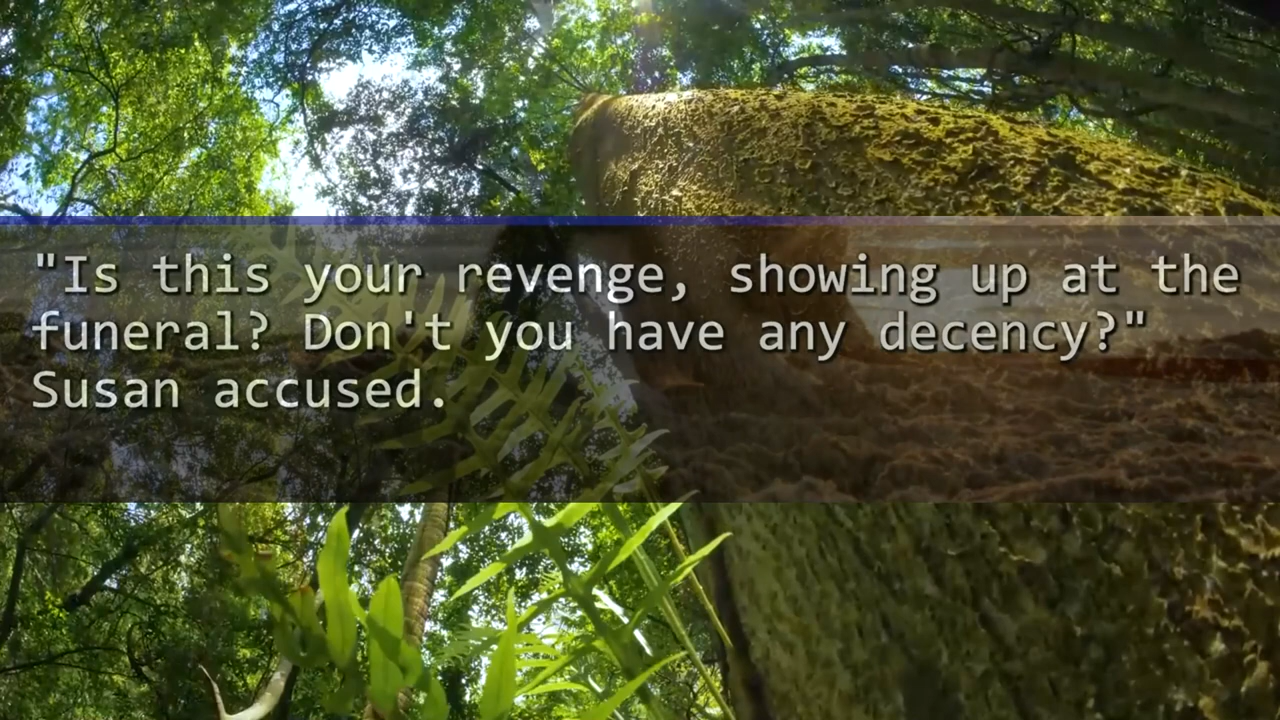 "Is this your revenge, showing up at the
funeral? Don't you have any decency?"
Susan accused.